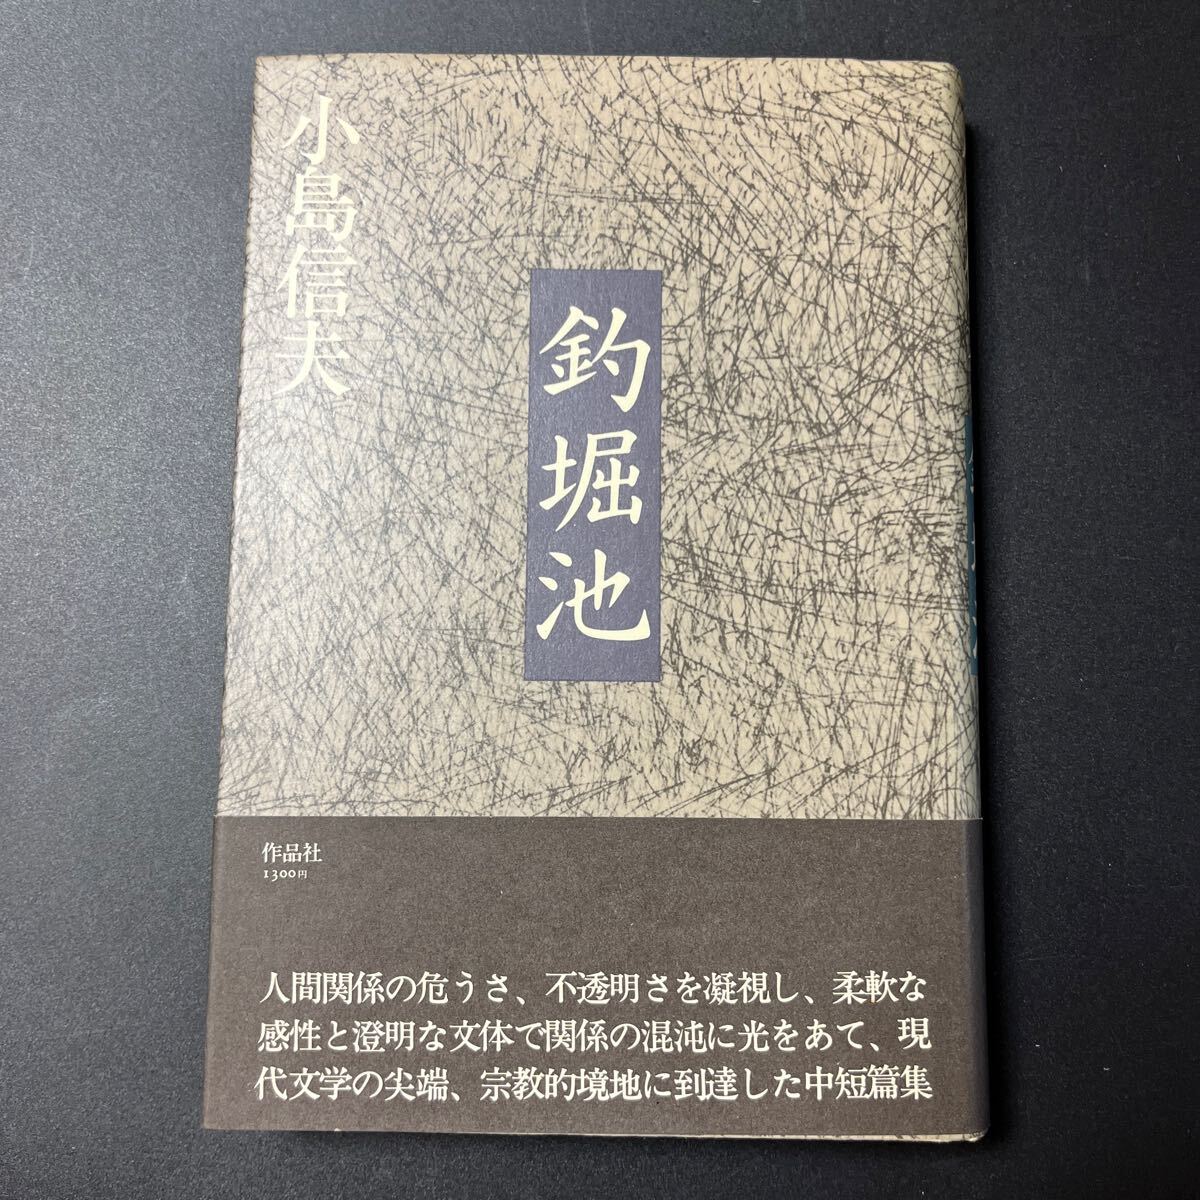 小島信夫
釣堀池
作品社
1300円
人間関係の危うさ、不透明さを凝視し、柔軟な
感性と澄明な文体で関係の混沌に光をあて、現
代文学の尖端、宗教的境地に到達した中短篇集